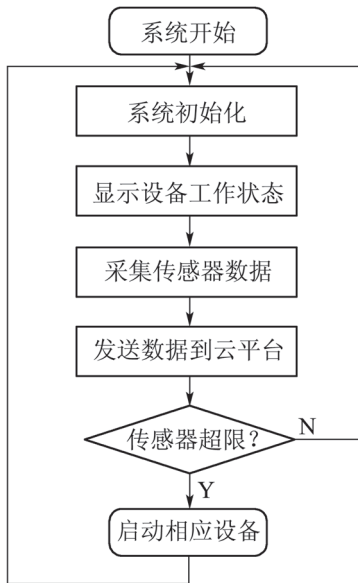 系统开始
系统初始化
显示设备工作状态
采集传感器数据
发送数据到云平台
传感器超限?
N
Y
启动相应设备